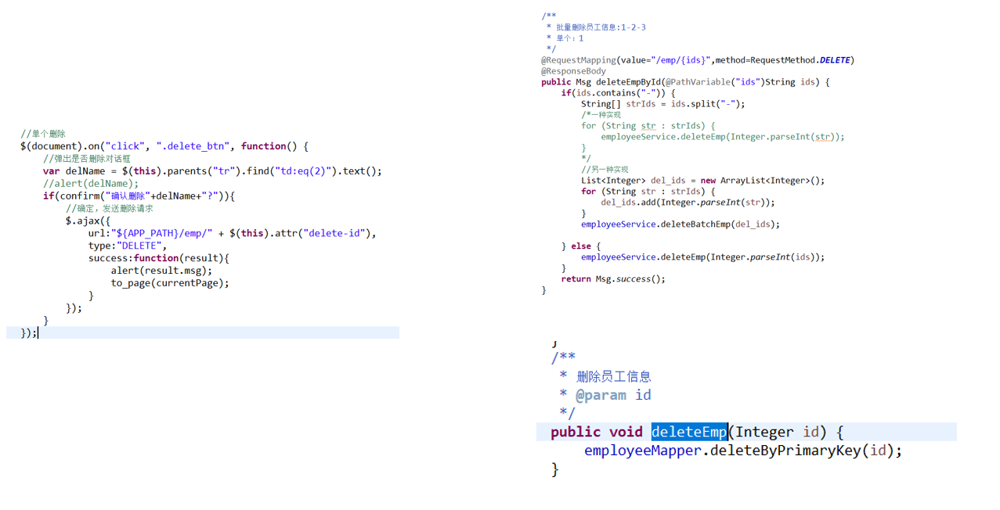 //单个删除
$(document).on("click", ".delete_btn", function() {
    //弹出是否删除对话框
    var delName = $(this).parents("tr").find("td:eq(2)").text();
    //alert(delName);
    if(confirm("确认删除"+delName+"?")){
        //确定，发送删除请求
        $.ajax({
            url:"${APP_PATH}/emp/" + $(this).attr("delete-id"),
            type:"DELETE",
            success:function(result){
                alert(result.msg);
                to_page(currentPage);
            }
        });
    }
});
/**
 * 批量删除员工信息:1-2-3
 * 单个：1
 */
@RequestMapping(value="/emp/{ids}",method=RequestMethod.DELETE)
@ResponseBody
public Msg deleteEmpById(@PathVariable("ids")String ids) {
    if(ids.contains("-")) {
        String[] strIds = ids.split("-");
        /*一种实现
        for (String str : strIds) {
            employeeService.deleteEmp(Integer.parseInt(str));
        }
        */
        //另一种实现
        List<Integer> del_ids = new ArrayList<Integer>();
        for (String str : strIds) {
            del_ids.add(Integer.parseInt(str));
        }
        employeeService.deleteBatchEmp(del_ids);
    } else {
        employeeService.deleteEmp(Integer.parseInt(ids));
    }
    return Msg.success();
}
}
/**
 * 删除员工信息
 * @param id
 */
public void deleteEmp(Integer id) {
    employeeMapper.deleteByPrimaryKey(id);
}